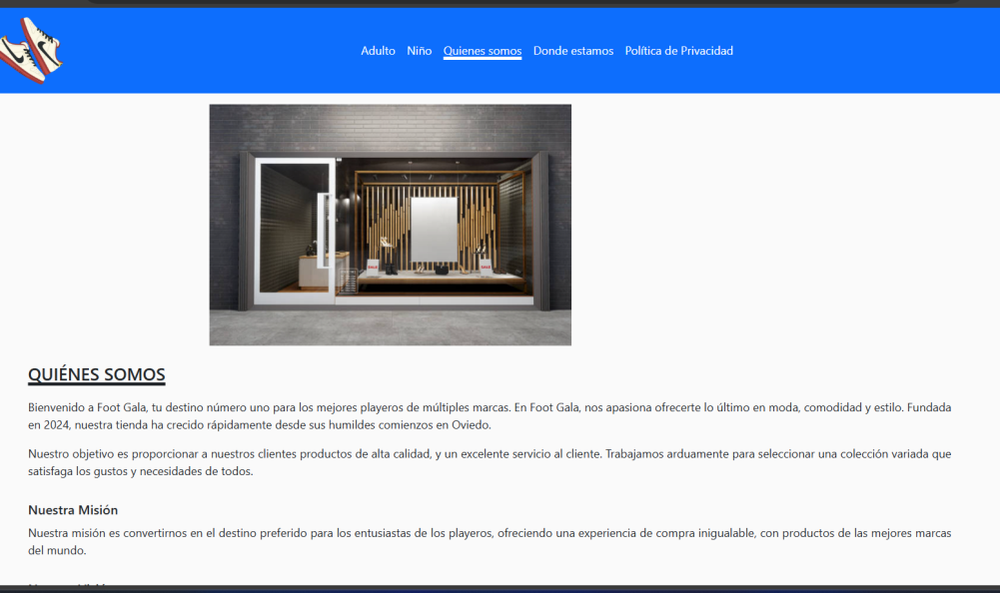 Adulto Niño Quienes somos Donde estamos Política de Privacidad
SALE
SALE
QUIÉNES SOMOS
Bienvenido a Foot Gala, tu destino número uno para los mejores playeros de múltiples marcas. En Foot Gala, nos apasiona ofrecerte lo último en moda, comodidad y estilo. Fundada
en 2024, nuestra tienda ha crecido rápidamente desde sus humildes comienzos en Oviedo.
Nuestro objetivo es proporcionar a nuestros clientes productos de alta calidad, y un excelente servicio al cliente. Trabajamos arduamente para seleccionar una colección variada que
satisfaga los gustos y necesidades de todos.
Nuestra Misión
Nuestra misión es convertirnos en el destino preferido para los entusiastas de los playeros, ofreciendo una experiencia de compra inigualable, con productos de las mejores marcas
del mundo.